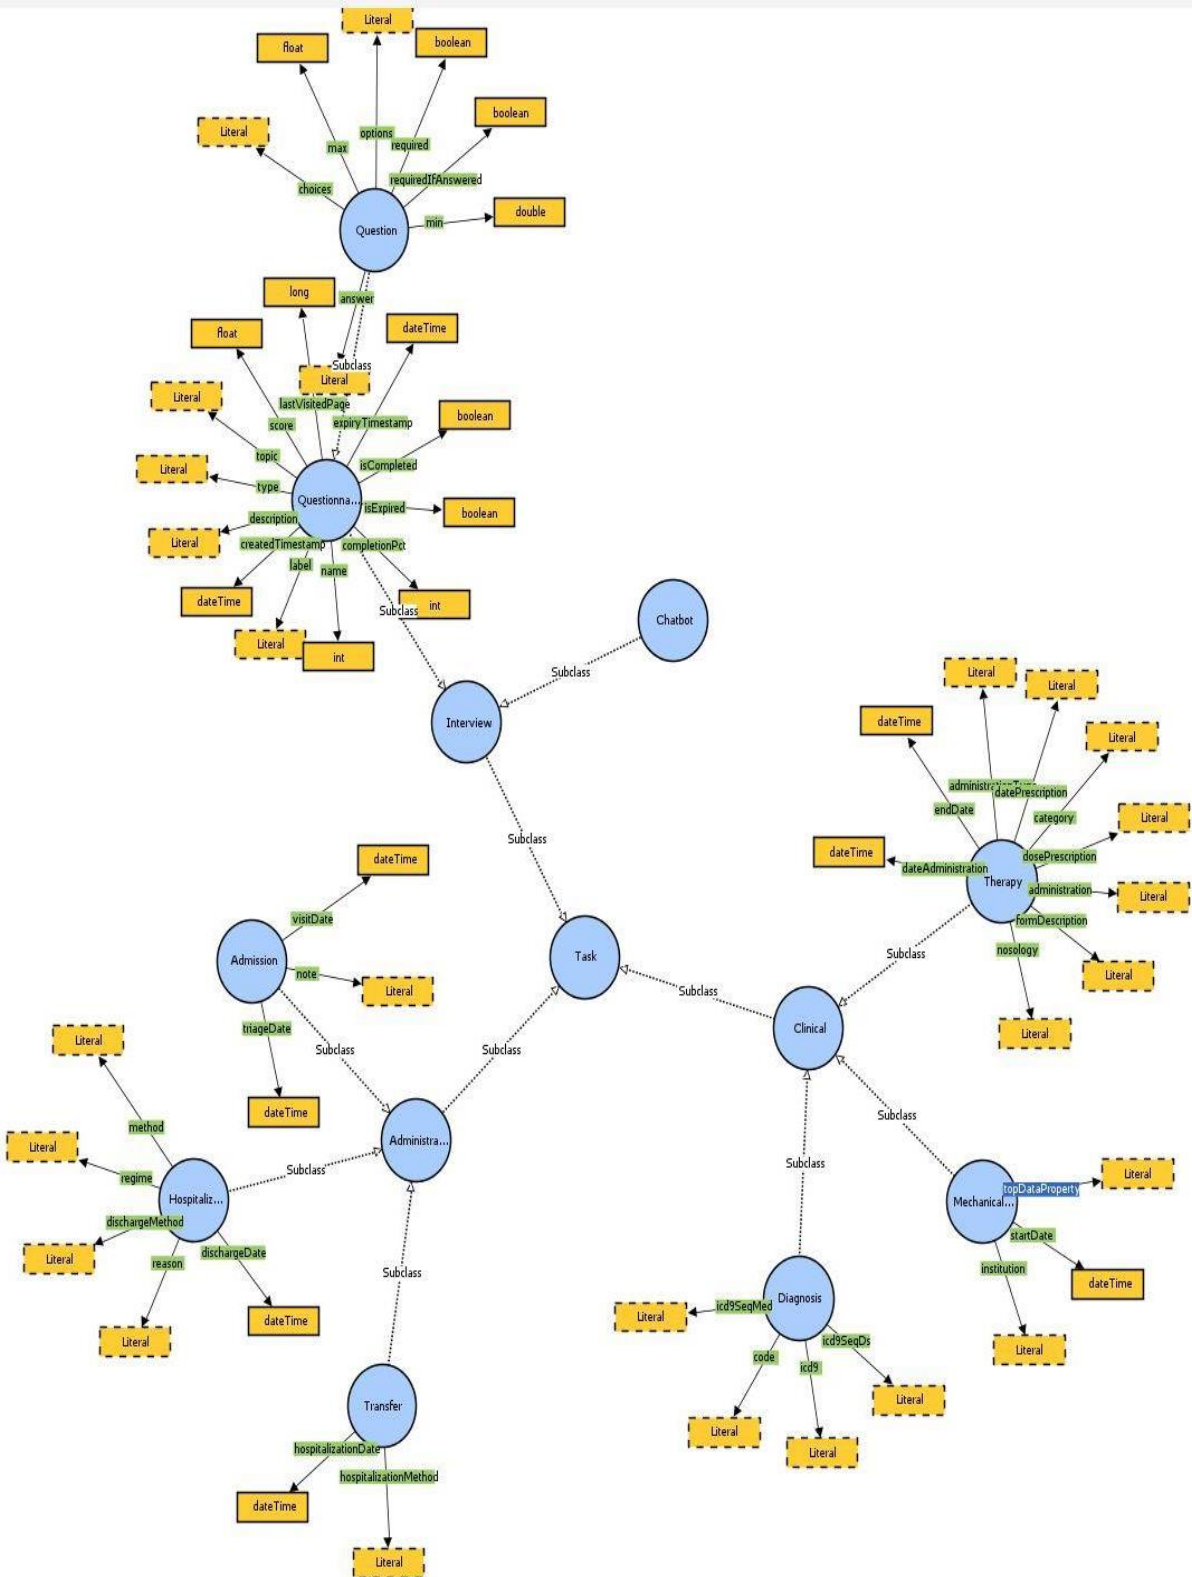 Literal
float
boolean
boolean
Literal
options
required
max
requiredIfAnswered
choices
double
min
Question
long
answer
float
dateTime
Subclass
Literal
Literal
lastVisitedPage
boolean
score
expiryTimestamp
topic
isCompleted
Literal
type
Questionna...
isExpired
boolean
description
Literal
createdTimestamp
completionPct
label
name
dateTime
int
Subclass
Literal
int
Chatbot
Subclass
Interview
Literal
Literal
dateTime
Literal
datePrescription
endDate
category
Literal
Subclass
dateTime
dateTime
dosePrescription
dateAdministration
Therapy
administration
Literal
visitDate
formDescription
nosology
Subclass
Admission
Task
note
Literal
Subclass
Literal
Literal
triageDate
Clinical
Literal
Subclass
Subclass
dateTime
Subclass
method
Administra...
Literal
Subclass
Subclass
Literal
regime
topDataProperty
Hospitaliz...
Mechanical...
dischargeMethod
startDate
dischargeDate
Literal
reason
institution
Subclass
dateTime
Diagnosis
icd9SeqMed
Literal
dateTime
Literal
icd9SeqDs
Literal
code
icd9
Literal
Transfer
Literal
Literal
hospitalizationDate
Literal
hospitalizationMethod
dateTime
Literal